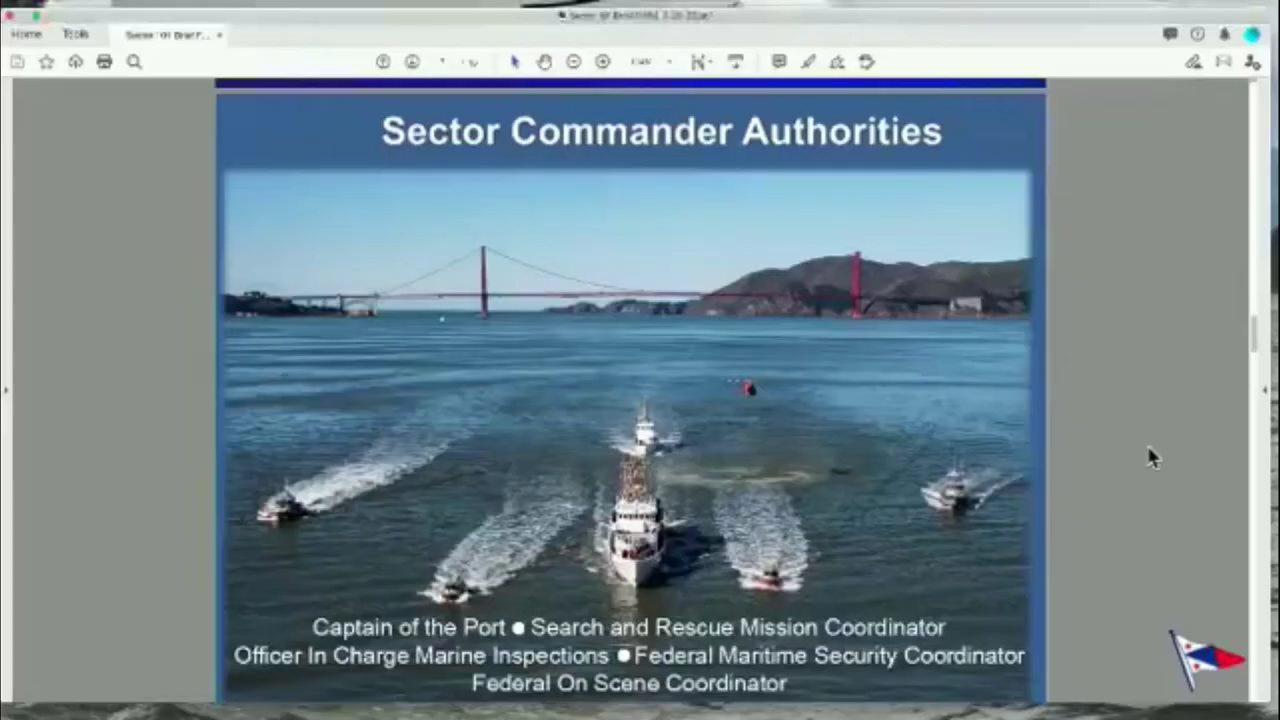 Home
Tools
Sector Commander Authorities
Captain of the Port ● Search and Rescue Mission Coordinator
Officer In Charge Marine Inspections ● Federal Maritime Security Coordinator
Federal On Scene Coordinator